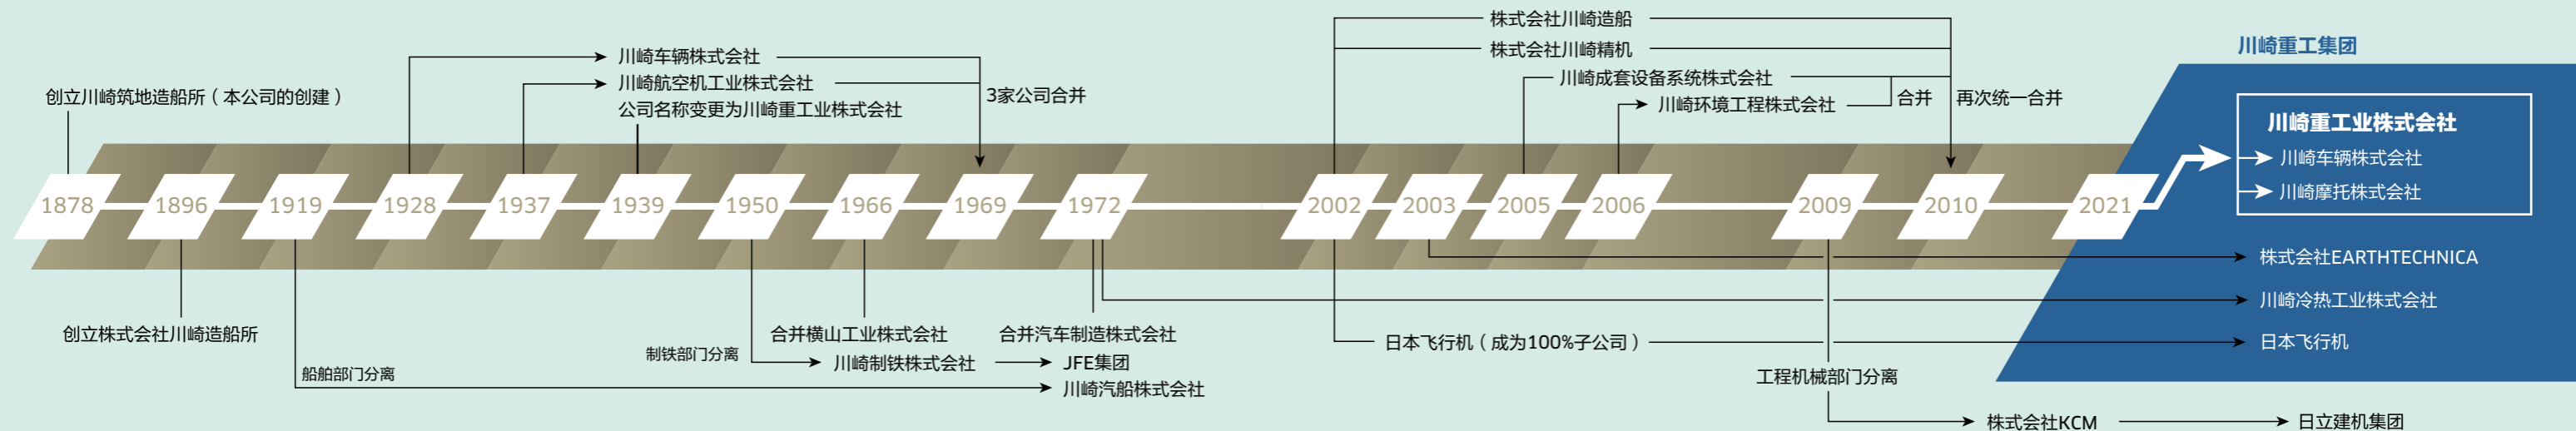 株式会社川崎造船
川崎重工集团
株式会社川崎精机
川崎车辆株式会社
川崎航空机工业株式会社
川崎成套设备系统株式会社
创立川崎筑地造船所（本公司的创建）
公司名称变更为川崎重工业株式会社
3家公司合并
川崎环境工程株式会社
合并
再次统一合并
川崎重工业株式会社
川崎车辆株式会社
川崎摩托株式会社
1878 1896 1919 1928 1937 1939 1950 1966 1969 1972 2002 2003 2005 2006 2009 2010 2021
株式会社EARTHTECHNICA
川崎冷热工业株式会社
创立株式会社川崎造船所
合并横山工业株式会社
合并汽车制造株式会社
日本飞行机（成为100%子公司）
日本飞行机
制铁部门分离
川崎制铁株式会社
JFE集团
船舶部门分离
川崎汽船株式会社
工程机械部门分离
株式会社KCM
日立建机集团